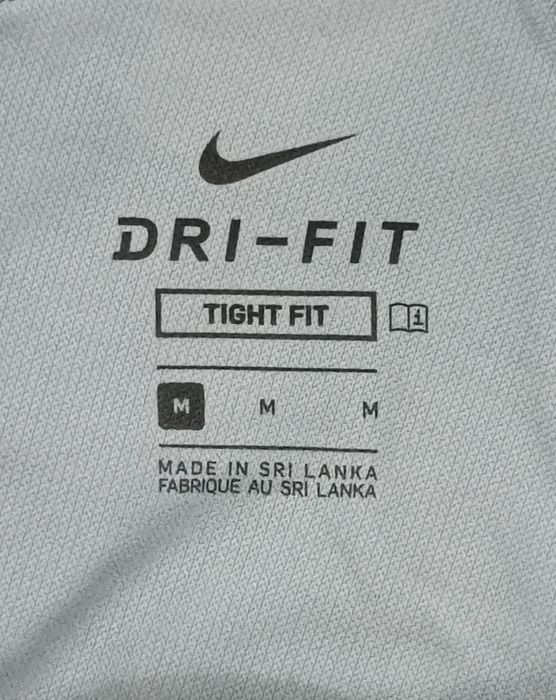 DRI-FIT
TIGHT FIT i
M M M
MADE IN SRI LANKA
FABRIQUE AU SRI LANKA